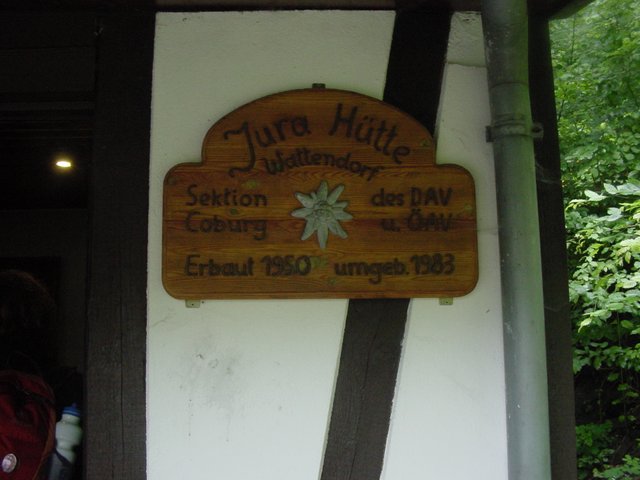 Jura Hütte
Wattendorf
Sektion des DAV
Coburg u. ÖAV
Erbaut 1950 umgeb. 1983